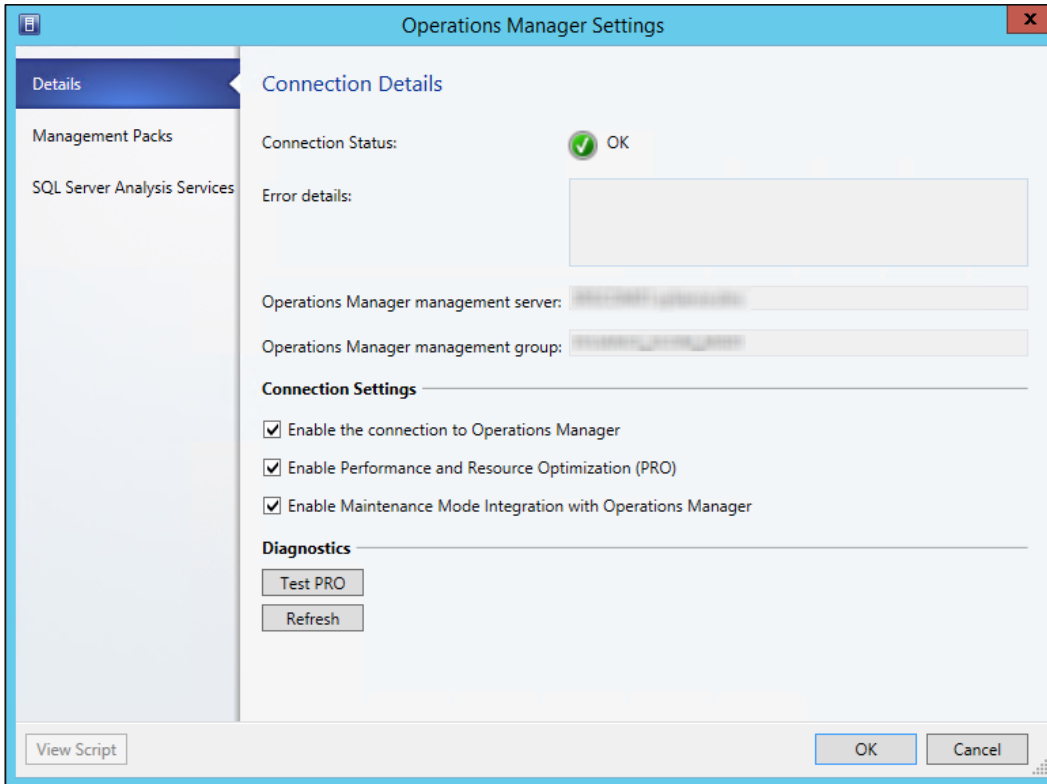 Operations Manager Settings
x
Details
Management Packs
SQL Server Analysis Services
Connection Details
Connection Status:
OK
Error details:
Operations Manager management server:
Operations Manager management group:
Connection Settings
Enable the connection to Operations Manager
Enable Performance and Resource Optimization (PRO)
Enable Maintenance Mode Integration with Operations Manager
Diagnostics
Test PRO
Refresh
View Script
OK
Cancel